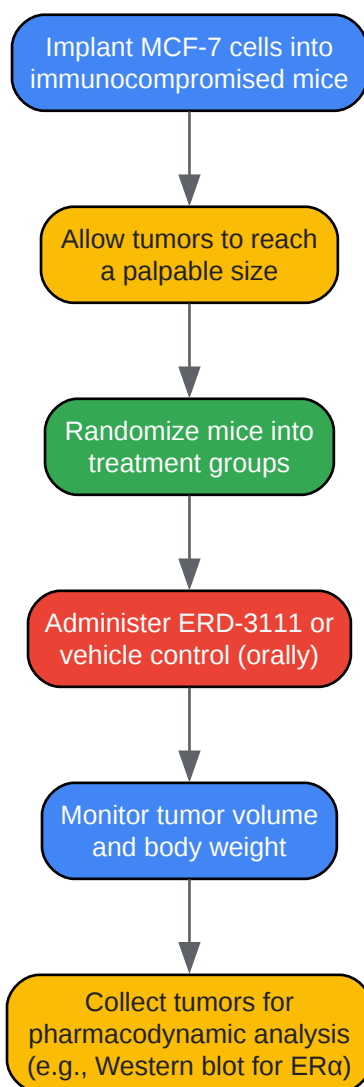 Implant MCF-7 cells into
immunocompromised mice
Allow tumors to reach
a palpable size
Randomize mice into
treatment groups
Administer ERD-3111 or
vehicle control (orally)
Monitor tumor volume
and body weight
Collect tumors for
pharmacodynamic analysis
(e.g., Western blot for ERα)